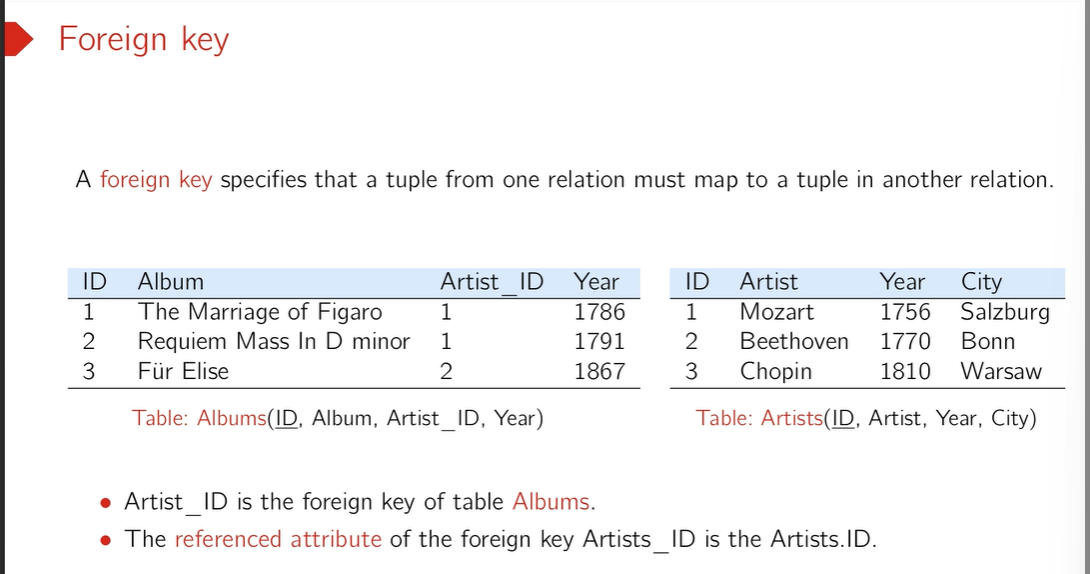 Foreign key
A foreign key specifies that a tuple from one relation must map to a tuple in another relation.
ID Album Artist_ID Year
1 The Marriage of Figaro 1 1786
2 Requiem Mass In D minor 1 1791
3 Für Elise 2 1867
Table: Albums(ID, Album, Artist_ID, Year)
ID Artist Year City
1 Mozart 1756 Salzburg
2 Beethoven 1770 Bonn
3 Chopin 1810 Warsaw
Table: Artists(ID, Artist, Year, City)
• Artist_ID is the foreign key of table Albums.
• The referenced attribute of the foreign key Artists_ID is the Artists.ID.